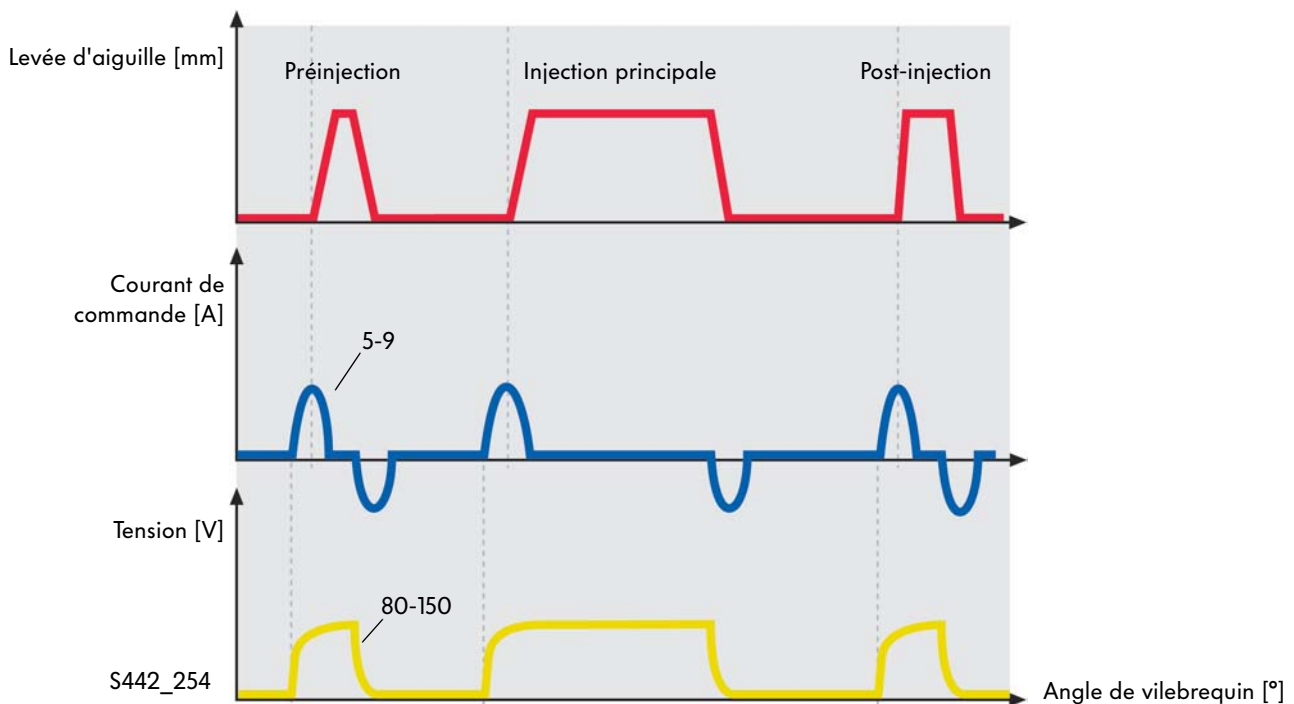 Levée d'aiguille [mm]
Préinjection
Injection principale
Post-injection
Courant de
commande [A]
5-9
Tension [V]
80-150
S442_254
Angle de vilebrequin [°]